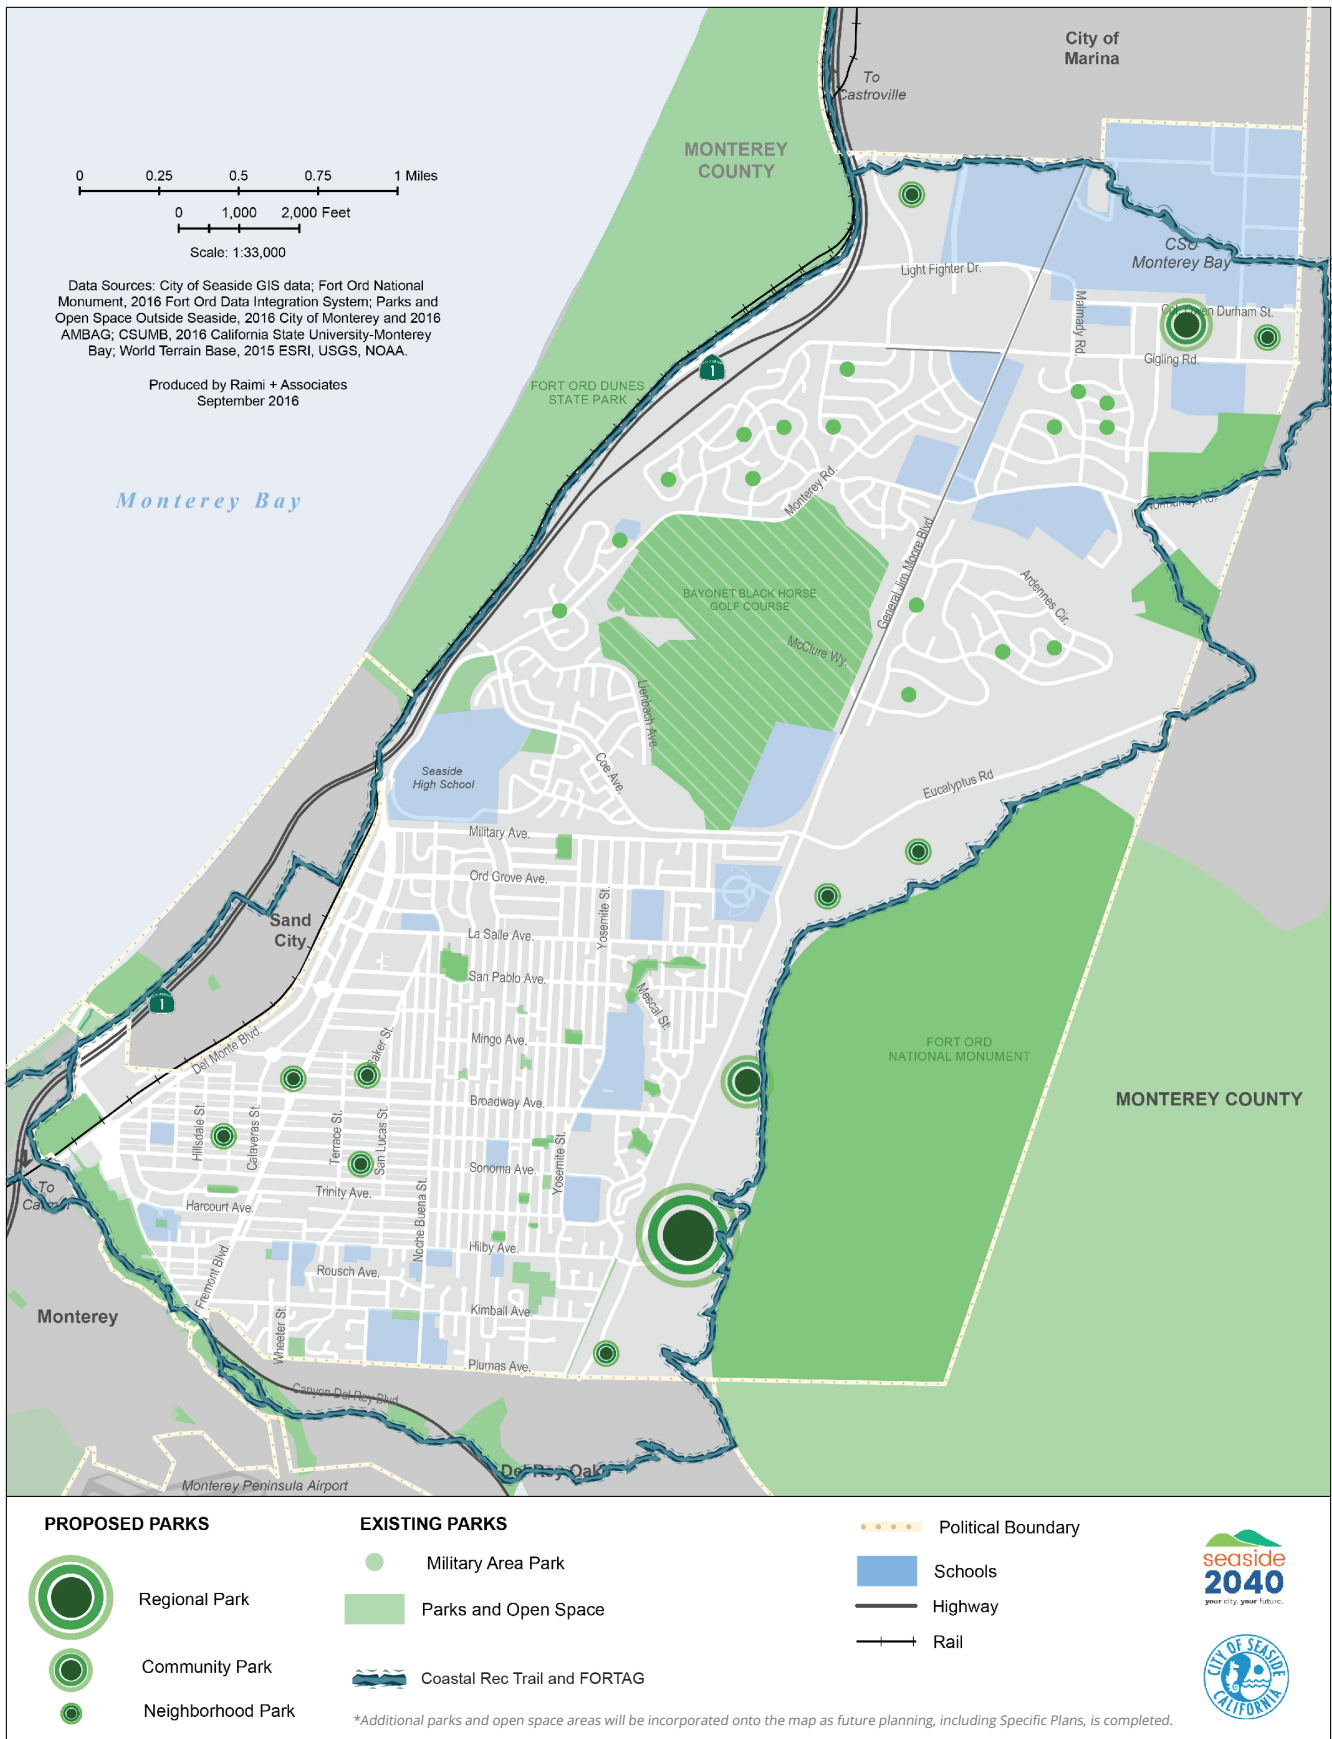 City of
Marina
To
Castroville
MONTEREY
COUNTY
0 0.25 0.5 0.75 1 Miles
0 1,000 2,000 Feet
Scale: 1:33,000
Data Sources: City of Seaside GIS data; Fort Ord National
Monument, 2016 Fort Ord Data Integration System; Parks and
Open Space Outside Seaside, 2016 City of Monterey and 2016
AMBAG; CSUMB, 2016 California State University-Monterey
Bay; World Terrain Base, 2015 ESRI, USGS, NOAA.
Produced by Raimi + Associates
September 2016
CSU
Monterey Bay
Light Fighter Dr.
Malmady Rd.
Col. Durham St.
Gigling Rd.
1
FORT ORD DUNES
STATE PARK
Monterey Bay
Monterey Rd.
Normandy Rd.
General Jim Moore Blvd.
BAYONET BLACK HORSE
GOLF COURSE
Ardennes Cir.
McClure Wy.
Lienbach Ave.
Coe Ave.
Seaside
High School
Eucalyptus Rd
Military Ave.
Ord Grove Ave.
Yosemite St.
Sand
City
La Salle Ave.
San Pablo Ave.
Mescal St.
1
Del Monte Blvd.
Baker St.
Mingo Ave.
FORT ORD
NATIONAL MONUMENT
MONTEREY COUNTY
Broadway Ave.
Hillsdale St.
Calaveras St.
Terrace St.
San Lucas St.
Yosemite St.
Sonoma Ave.
To
Carmel
Trinity Ave.
Harcourt Ave.
Noche Buena St.
Hilby Ave.
Fremont Blvd.
Rousch Ave.
Monterey
Kimball Ave.
Wheeter St.
Plumas Ave.
Canyon Del Rey Blvd
Del Rey Oaks
Monterey Peninsula Airport
PROPOSED PARKS
Regional Park
Community Park
Neighborhood Park
EXISTING PARKS
Military Area Park
Parks and Open Space
Coastal Rec Trail and FORTAG
Political Boundary
Schools
Highway
Rail
seaside
2040
your city. your future.
CITY OF SEASIDE
CALIFORNIA
*Additional parks and open space areas will be incorporated onto the map as future planning, including Specific Plans, is completed.